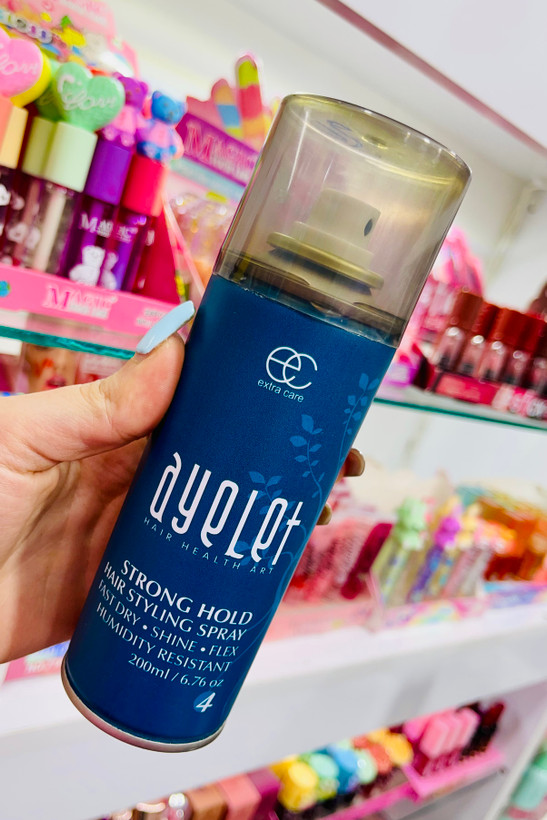 ec
extra care
ayelet
HAIR HEALTH ART
STRONG HOLD
HAIR STYLING SPRAY
FAST DRY • SHINE • FLEX
HUMIDITY RESISTANT
200ml / 6.76 oz
4